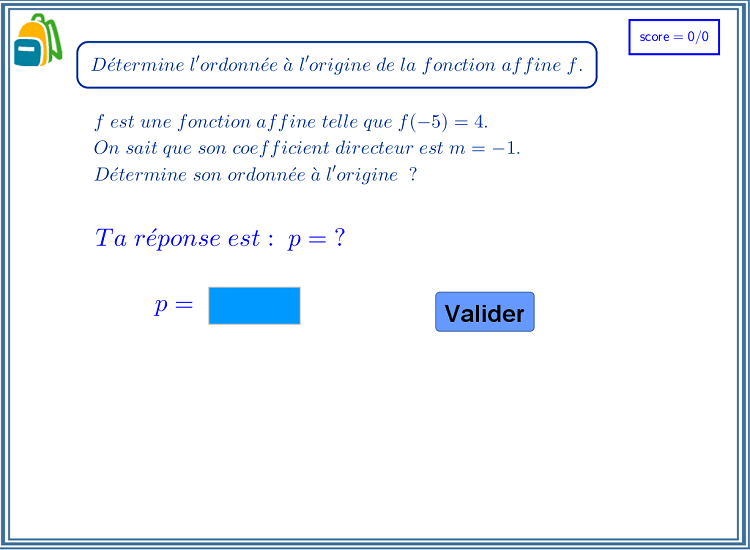 score = 0/0
Détermine l'ordonnée à l'origine de la fonction affine f.
f est une fonction affine telle que f(−5) = 4.
On sait que son coefficient directeur est m = −1.
Détermine son ordonnée à l'origine ?
Ta réponse est : p = ?
p =
Valider